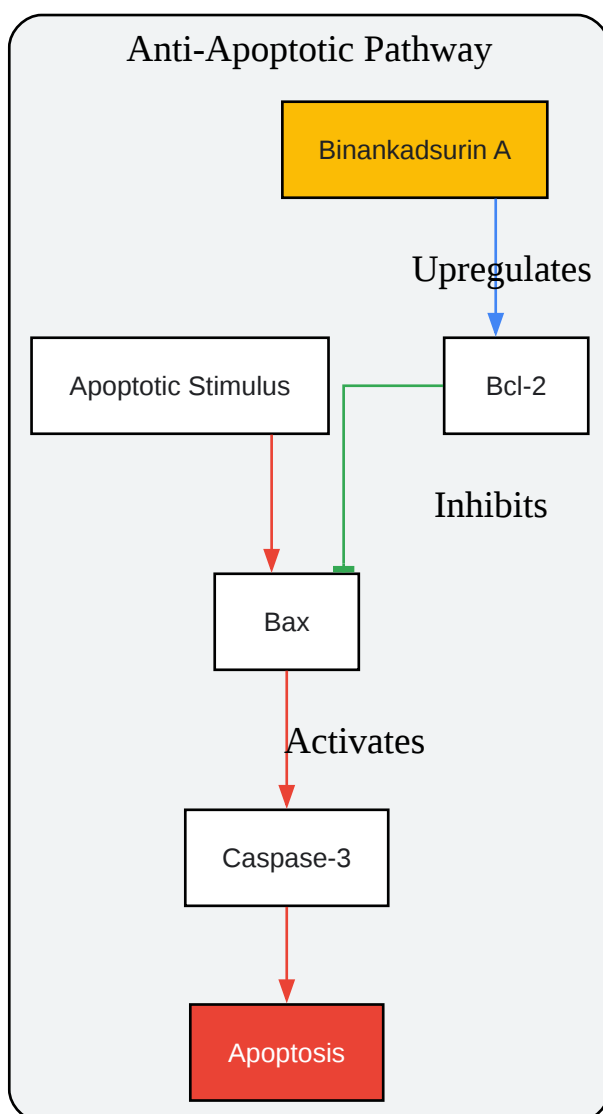 Anti-Apoptotic Pathway
Binankadsurin A
Upregulates
Apoptotic Stimulus
Bcl-2
Inhibits
Bax
Activates
Caspase-3
Apoptosis